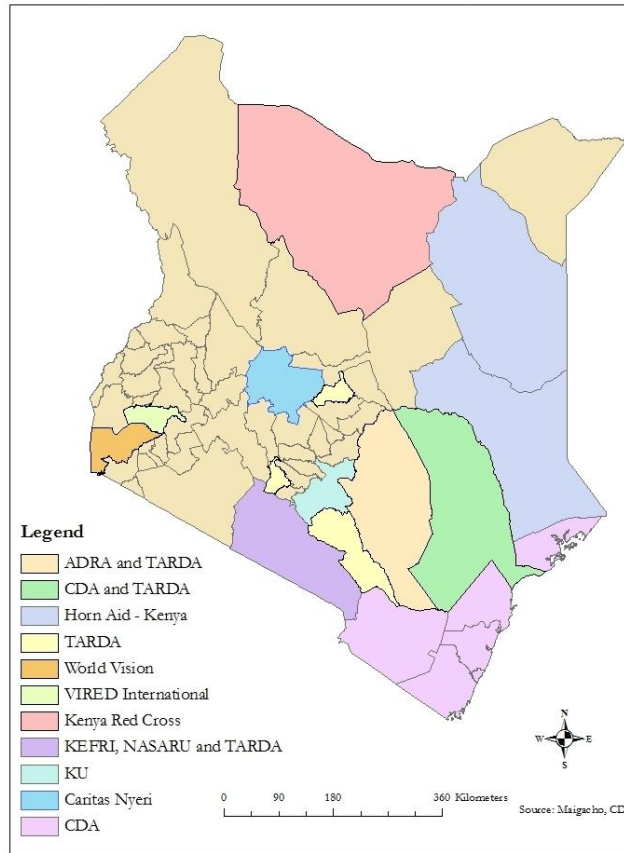 Legend
ADRA and TARDA
CDA and TARDA
Horn Aid - Kenya
TARDA
World Vision
VIRED International
Kenya Red Cross
KEFRI, NASARU and TARDA
KU
Caritas Nyeri
CDA
N
W E
S
0 90 180 360 Kilometers
Source: Maigacho, CD